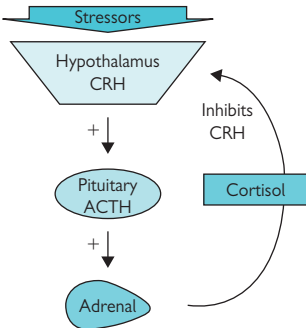 Stressors
Hypothalamus
CRH
Inhibits
CRH
+
Pituitary
ACTH
Cortisol
+
Adrenal